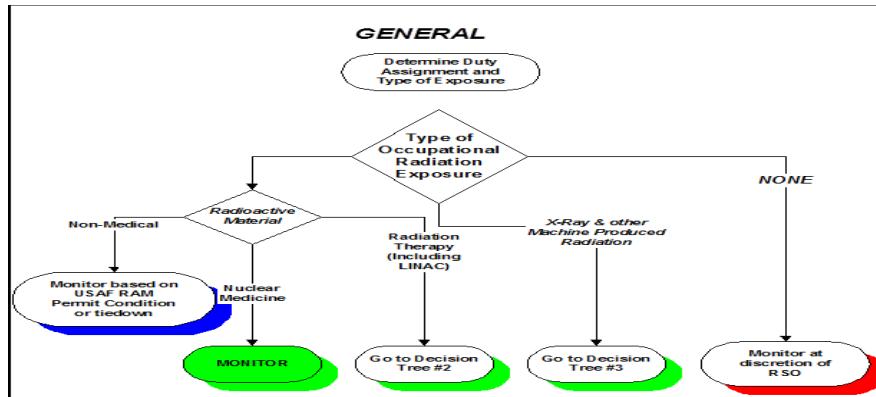 GENERAL
Determine Duty
Assignment and
Type of Exposure
Type of
Occupational
Radiation
Exposure
NONE
Radioactive
Material
Non-Medical
X-Ray & other
Machine Produced
Radiation
Radiation
Therapy
(Including
LINAC)
Nuclear
Medicine
Monitor based on
USAF RAM
Permit Condition
or tiedown
MONITOR
Go to Decision
Tree #2
Go to Decision
Tree #3
Monitor at
discretion of
RSO